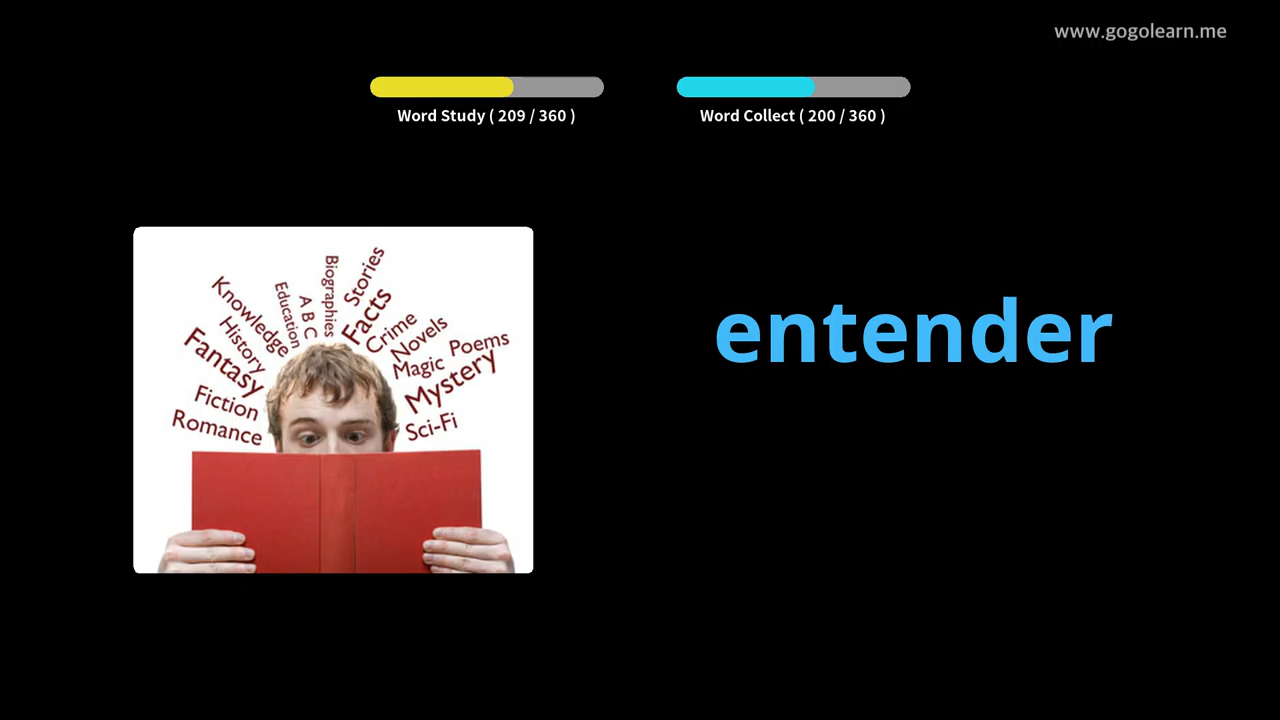 www.gogolearn.me
Word Study ( 209 / 360 )
Word Collect ( 200 / 360 )
entender
Biographies
Stories
Education
A B C
Facts
Knowledge
History
Crime
Novels
Fantasy
Magic
Poems
Mystery
Fiction
Romance
Sci-Fi